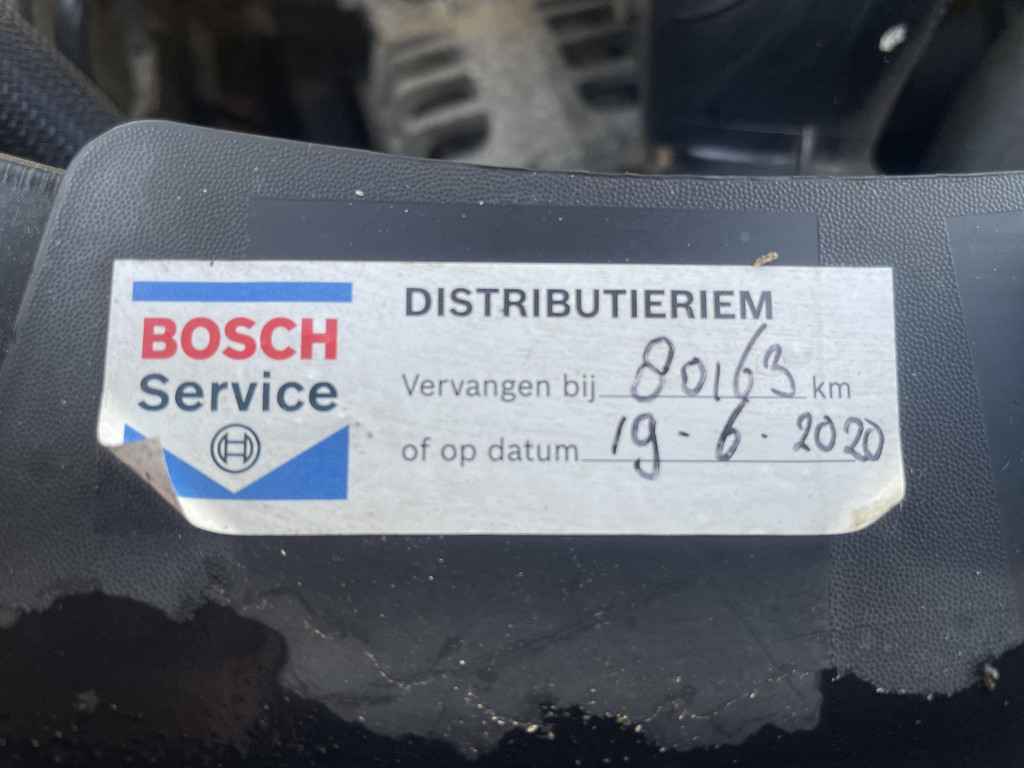 BOSCH
Service
DISTRIBUTIERIEM
Vervangen bij 80163 km
of op datum 19-6-2020